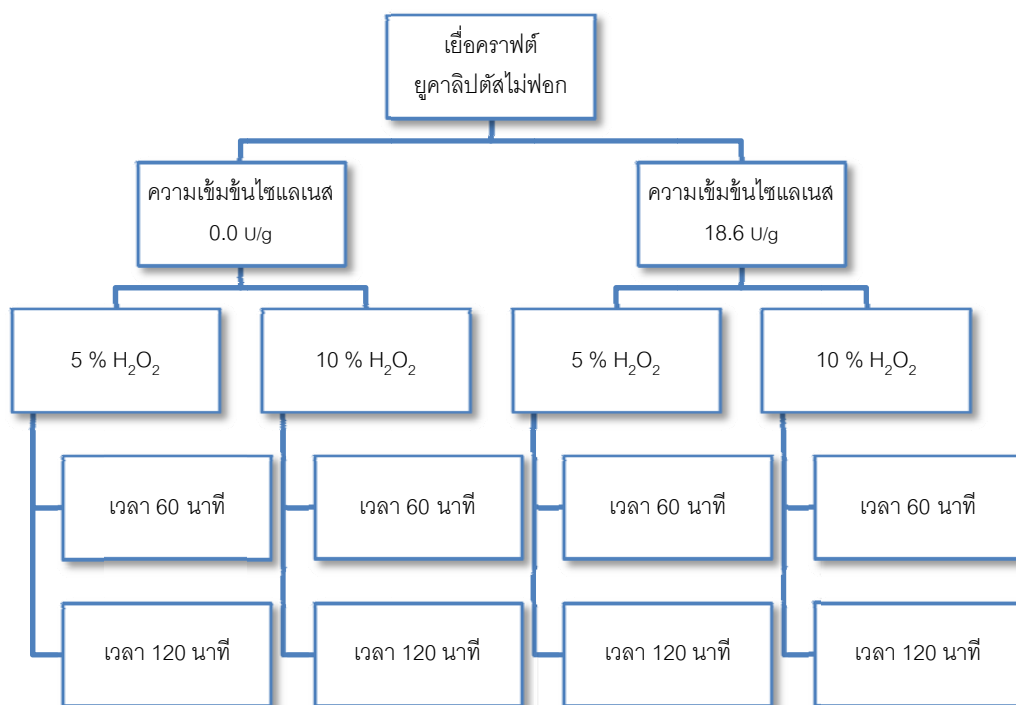 เยื่อคราฟต์
ยูคาลิปตัสไม่ฟอก
ความเข้มข้นไซแลเนส
0.0 U/g
ความเข้มข้นไซแลเนส
18.6 U/g
5 % H₂O₂
10 % H₂O₂
5 % H₂O₂
10 % H₂O₂
เวลา 60 นาที
เวลา 60 นาที
เวลา 60 นาที
เวลา 60 นาที
เวลา 120 นาที
เวลา 120 นาที
เวลา 120 นาที
เวลา 120 นาที